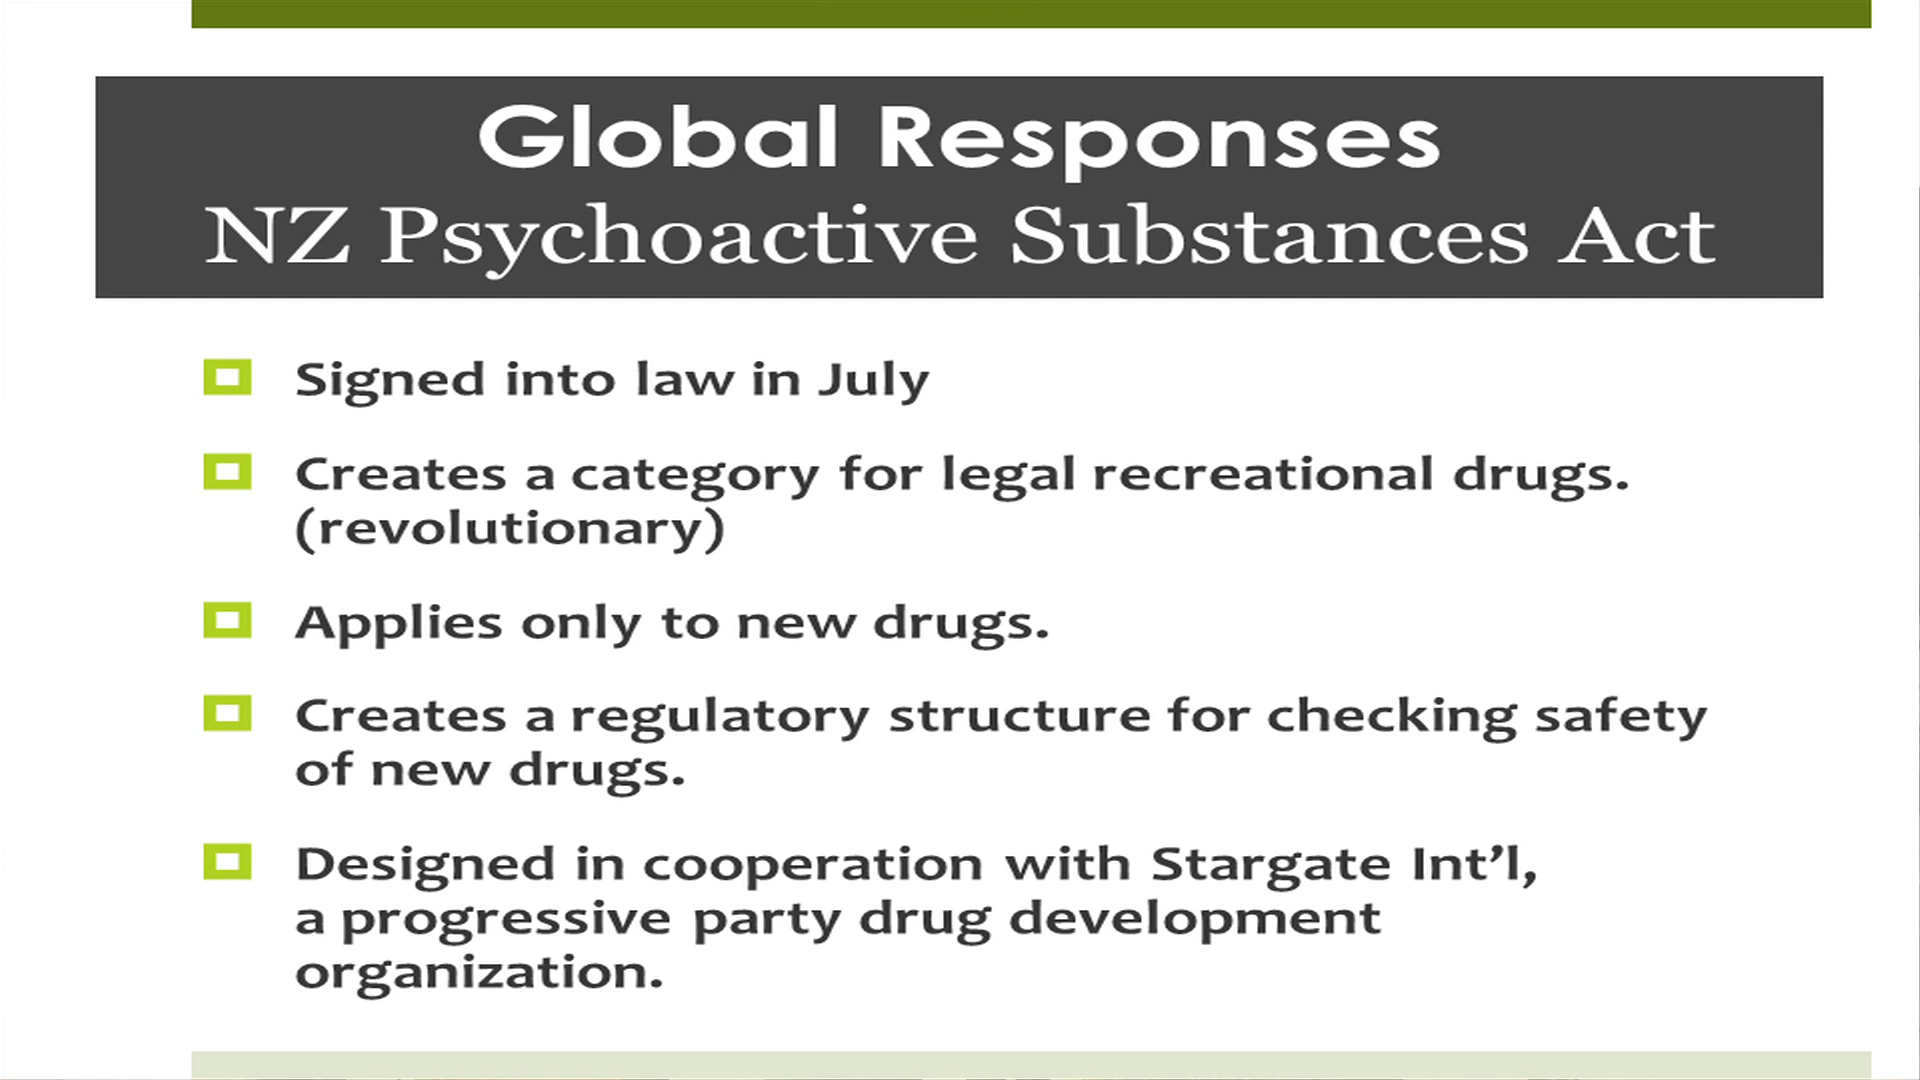 Global Responses
NZ Psychoactive Substances Act
Signed into law in July
Creates a category for legal recreational drugs.
(revolutionary)
Applies only to new drugs.
Creates a regulatory structure for checking safety
of new drugs.
Designed in cooperation with Stargate Int’l,
a progressive party drug development
organization.